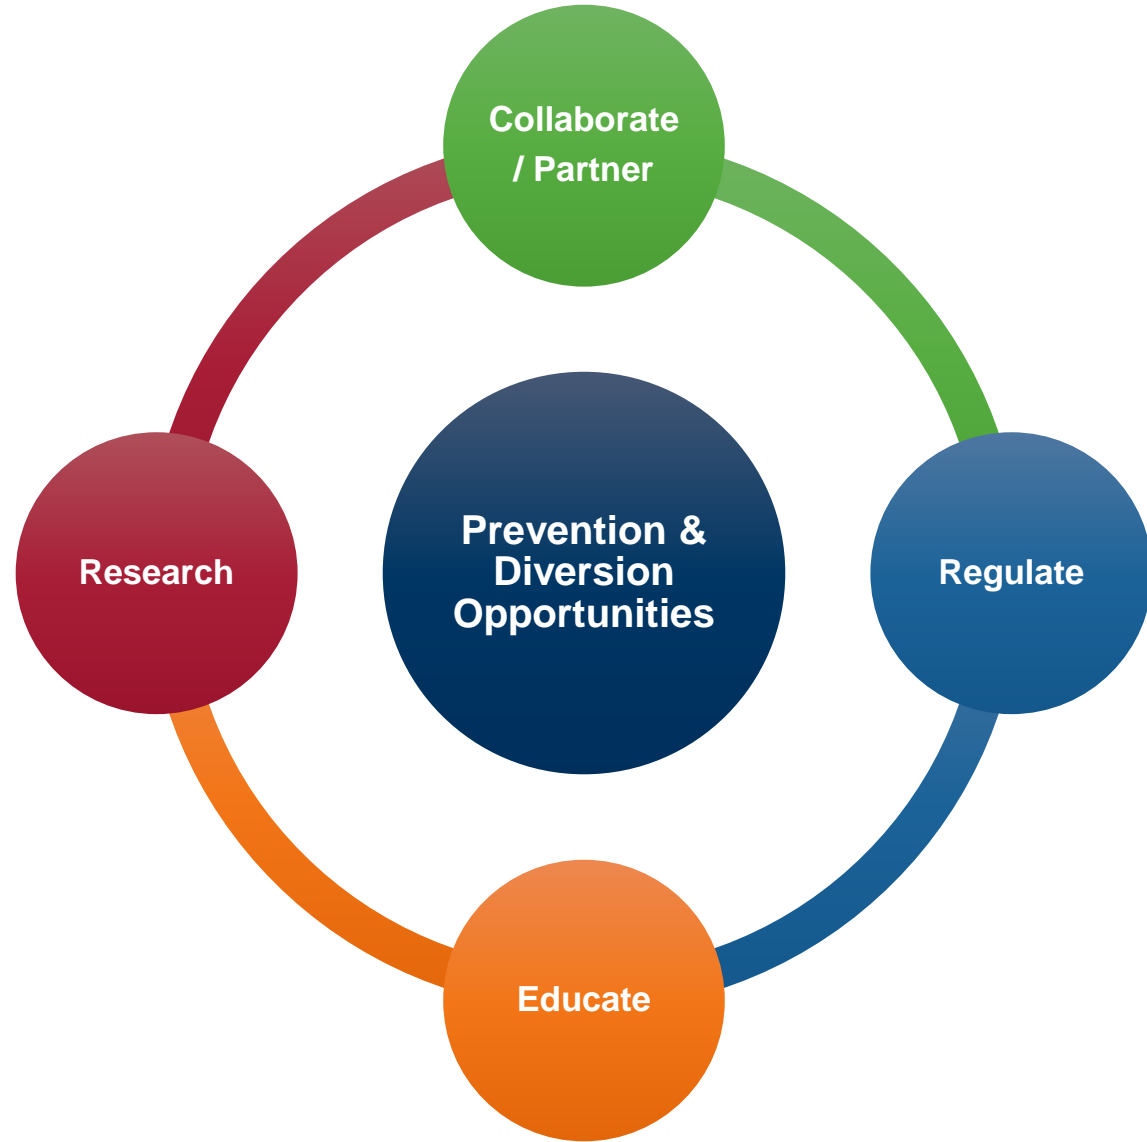 Collaborate
/ Partner
Prevention &
Diversion
Opportunities
Research
Regulate
Educate